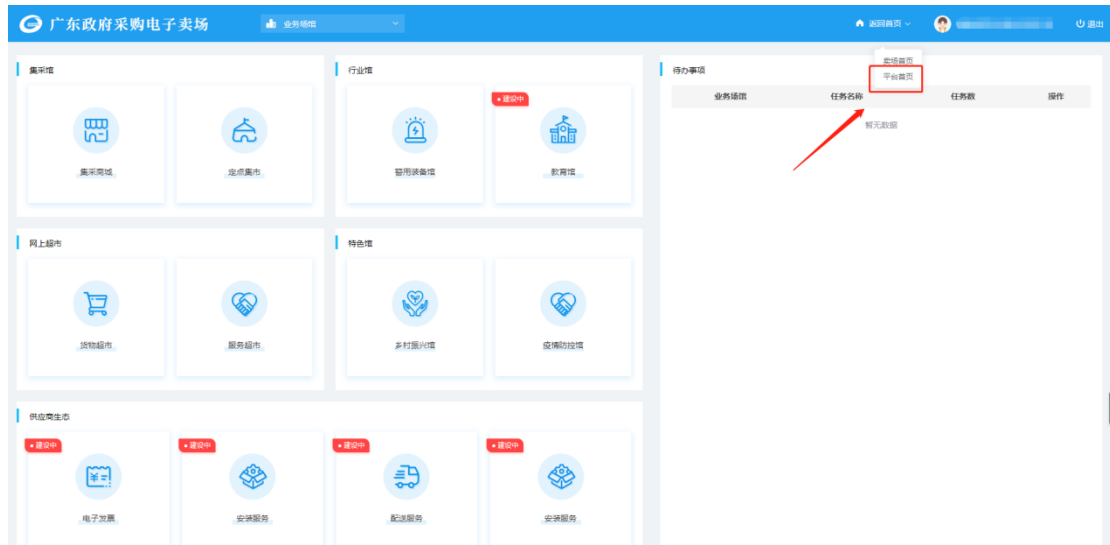 广东政府采购电子卖场
业务场馆
返回首页
退出
卖场首页
平台首页
集采馆
集采商城
定点集市
行业馆
警用装备馆
建设中
教育馆
待办事项
业务场馆 任务名称 任务数 操作
暂无数据
网上超市
货物超市
服务超市
特色馆
乡村振兴馆
疫情防控馆
供应商生态
建设中
电子发票
建设中
安装服务
建设中
配送服务
建设中
安装服务